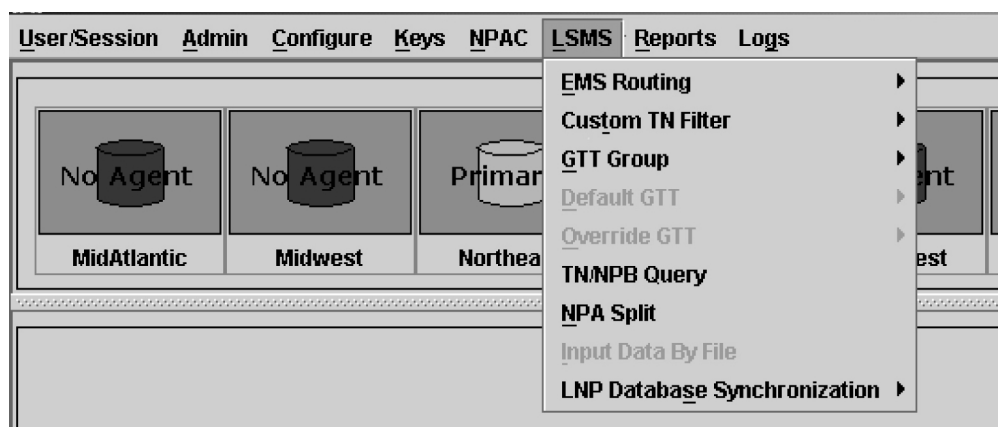 User/Session Admin Configure Keys NPAC LSMS Reports Logs
EMS Routing
Custom TN Filter
GTT Group
Default GTT
Override GTT
TN/NPB Query
NPA Split
Input Data By File
LNP Database Synchronization
No Agent No Agent Primar ent
MidAtlantic Midwest Northea est